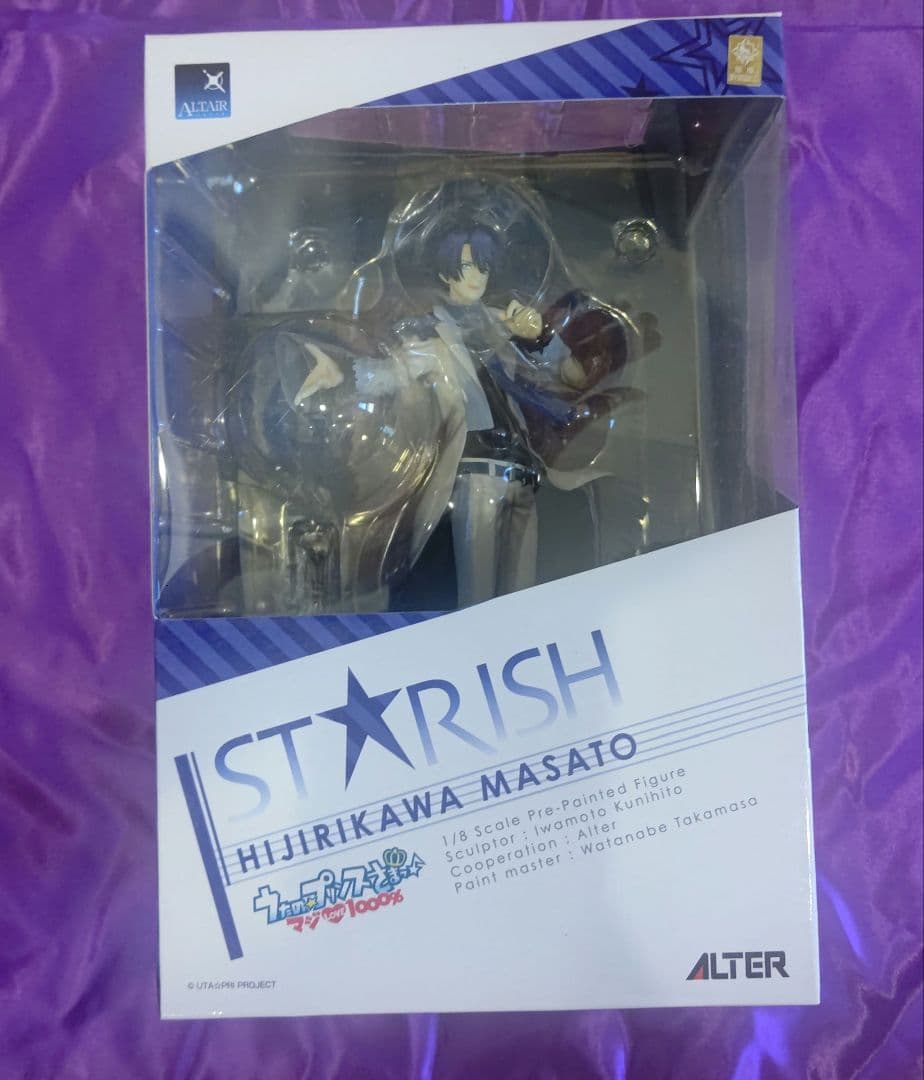 ALTAiR
ST★RISH
HIJIRIKAWA MASATO
1/8 Scale Pre-Painted Figure
Sculptor : Iwamoto Kunihito
Cooperation : Alter
Paint master : Watanabe Takamasa
うたの☆プリンスさまっ♪
マジLOVE1000%
ALTER
© UTA☆PRI PROJECT